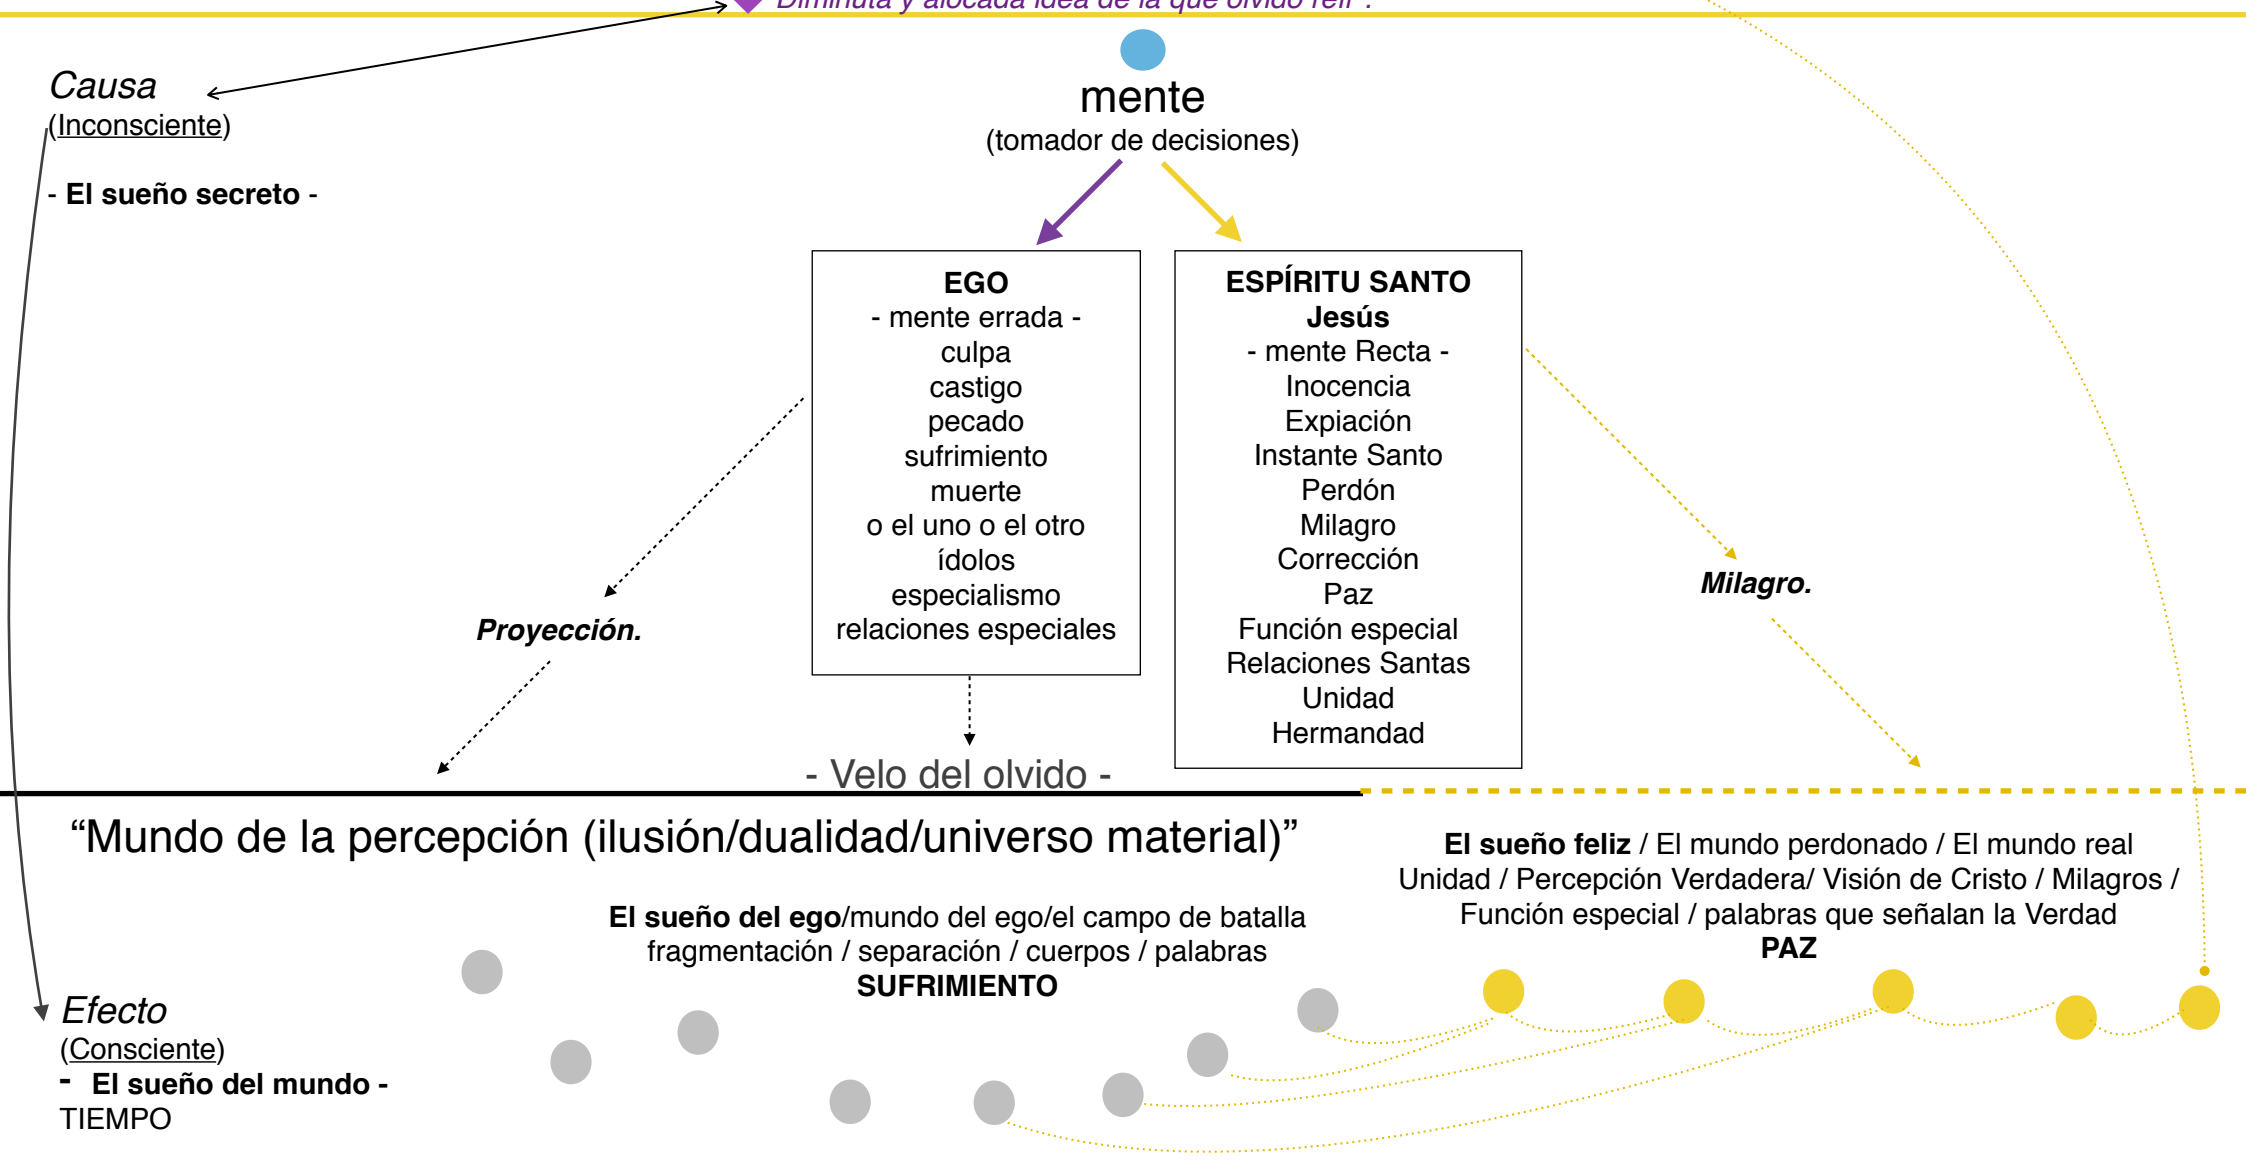 Diminuta y alocada idea de la que olvidó reír".
Causa
(Inconsciente)
- El sueño secreto -
mente
(tomador de decisiones)
EGO
- mente errada -
culpa
castigo
pecado
sufrimiento
muerte
o el uno o el otro
ídolos
especialismo
relaciones especiales
ESPÍRITU SANTO
Jesús
- mente Recta -
Inocencia
Expiación
Instante Santo
Perdón
Milagro
Corrección
Paz
Función especial
Relaciones Santas
Unidad
Hermandad
Proyección.
Milagro.
- Velo del olvido -
“Mundo de la percepción (ilusión/dualidad/universo material)”
El sueño del ego/mundo del ego/el campo de batalla
fragmentación / separación / cuerpos / palabras
SUFRIMIENTO
El sueño feliz / El mundo perdonado / El mundo real
Unidad / Percepción Verdadera/ Visión de Cristo / Milagros /
Función especial / palabras que señalan la Verdad
PAZ
Efecto
(Consciente)
- El sueño del mundo -
TIEMPO